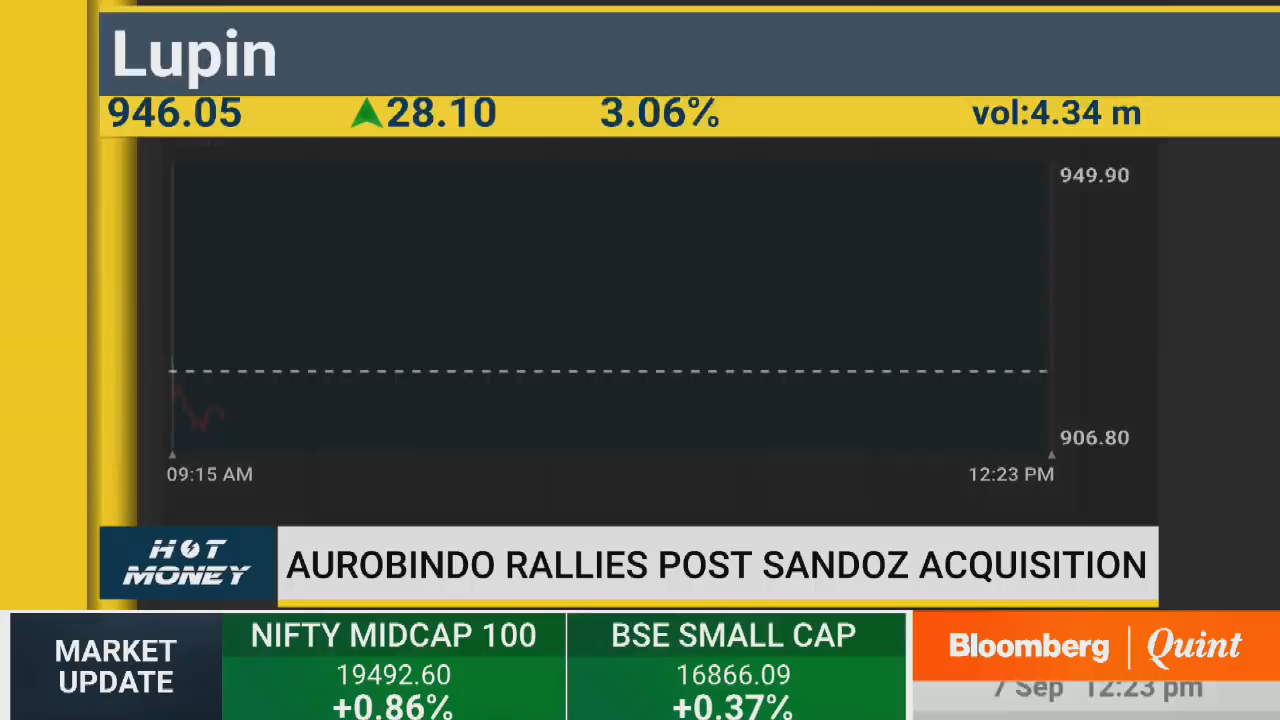 Lupin
946.05 ▲28.10 3.06% vol:4.34 m
949.90
906.80
09:15 AM 12:23 PM
HOT MONEY
AUROBINDO RALLIES POST SANDOZ ACQUISITION
MARKET UPDATE
NIFTY MIDCAP 100
19492.60
+0.86%
BSE SMALL CAP
16866.09
+0.37%
Bloomberg | Quint
7 Sep 12:23 pm